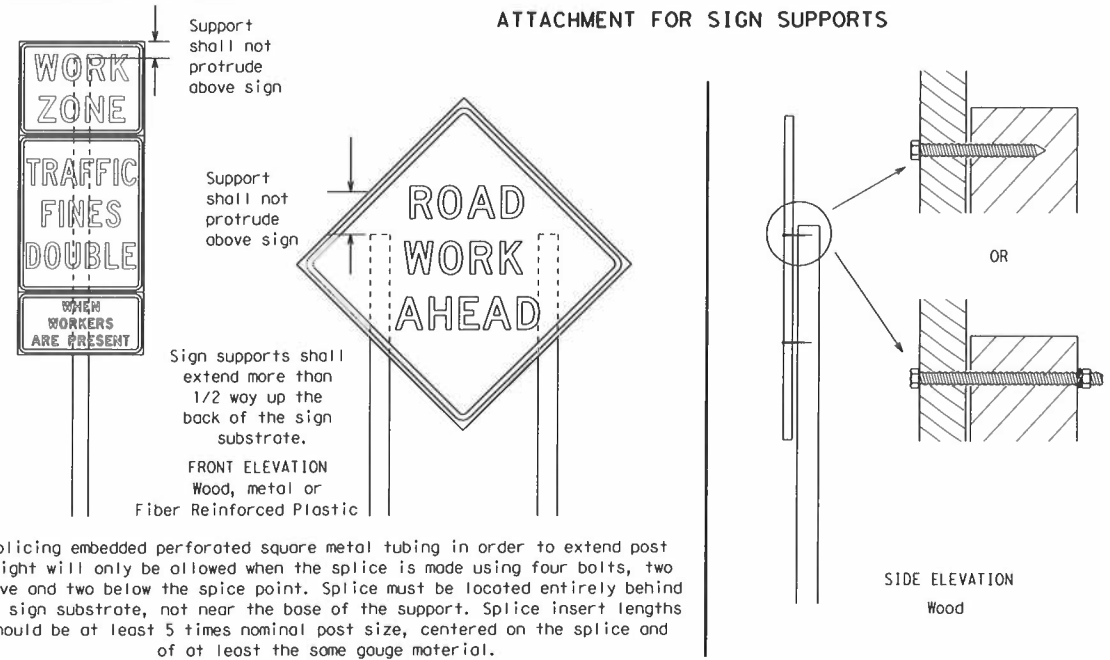 ATTACHMENT FOR SIGN SUPPORTS
Support
shall not
protrude
above sign
WORK
ZONE
TRAFFIC
FINES
DOUBLE
WHEN
WORKERS
ARE PRESENT
Support
shall not
protrude
above sign
ROAD
WORK
AHEAD
Sign supports shall
extend more than
1/2 way up the
back of the sign
substrate.
FRONT ELEVATION
Wood, metal or
Fiber Reinforced Plastic
plicing embedded perforated square metal tubing in order to extend post
ight will only be allowed when the splice is made using four bolts, two
ve and two below the spice point. Splice must be located entirely behind
sign substrate, not near the base of the support. Splice insert lengths
hould be at least 5 times nominal post size, centered on the splice and
of at least the same gauge material.
OR
SIDE ELEVATION
Wood